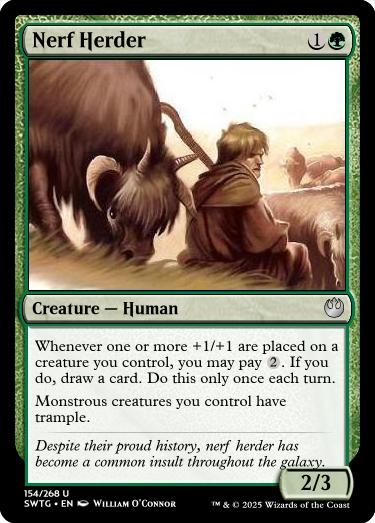 Nerf Herder 1
Creature — Human
Whenever one or more +1/+1 are placed on a
creature you control, you may pay 2. If you
do, draw a card. Do this only once each turn.
Monstrous creatures you control have
trample.
Despite their proud history, nerf herder has
become a common insult throughout the galaxy.
2/3
154/268 U
SWTG • EN William O'Connor
™ & © 2025 Wizards of the Coast